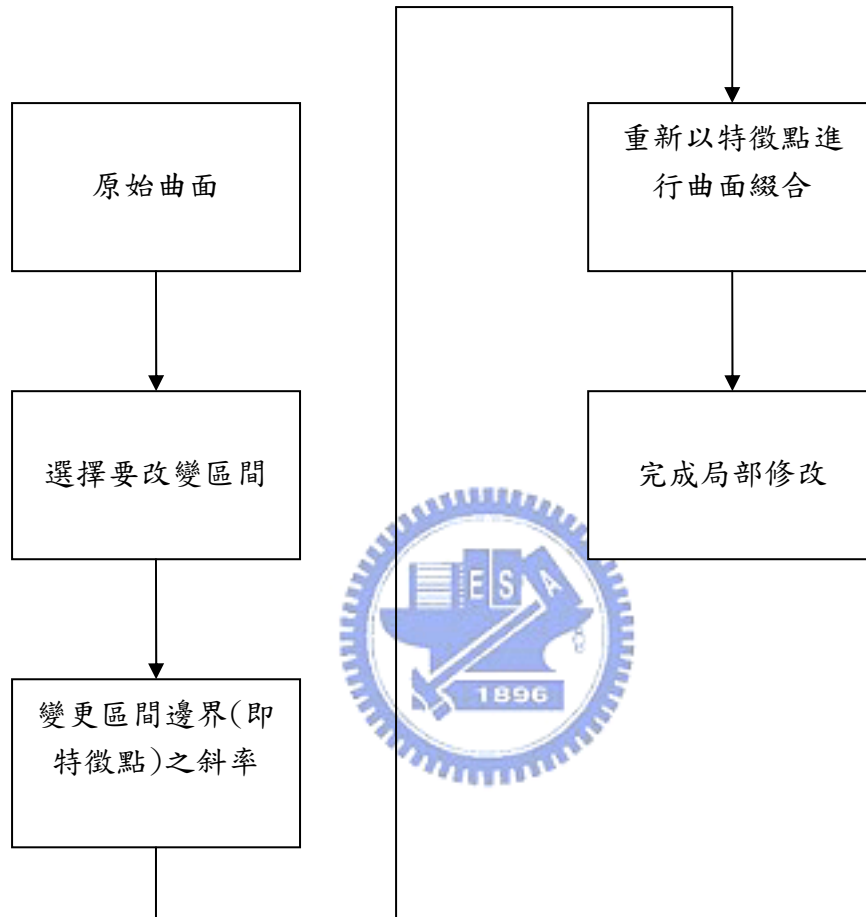 原始曲面
選擇要改變區間
變更區間邊界(即
特徵點)之斜率
重新以特徵點進
行曲面綴合
完成局部修改
E S A
1896